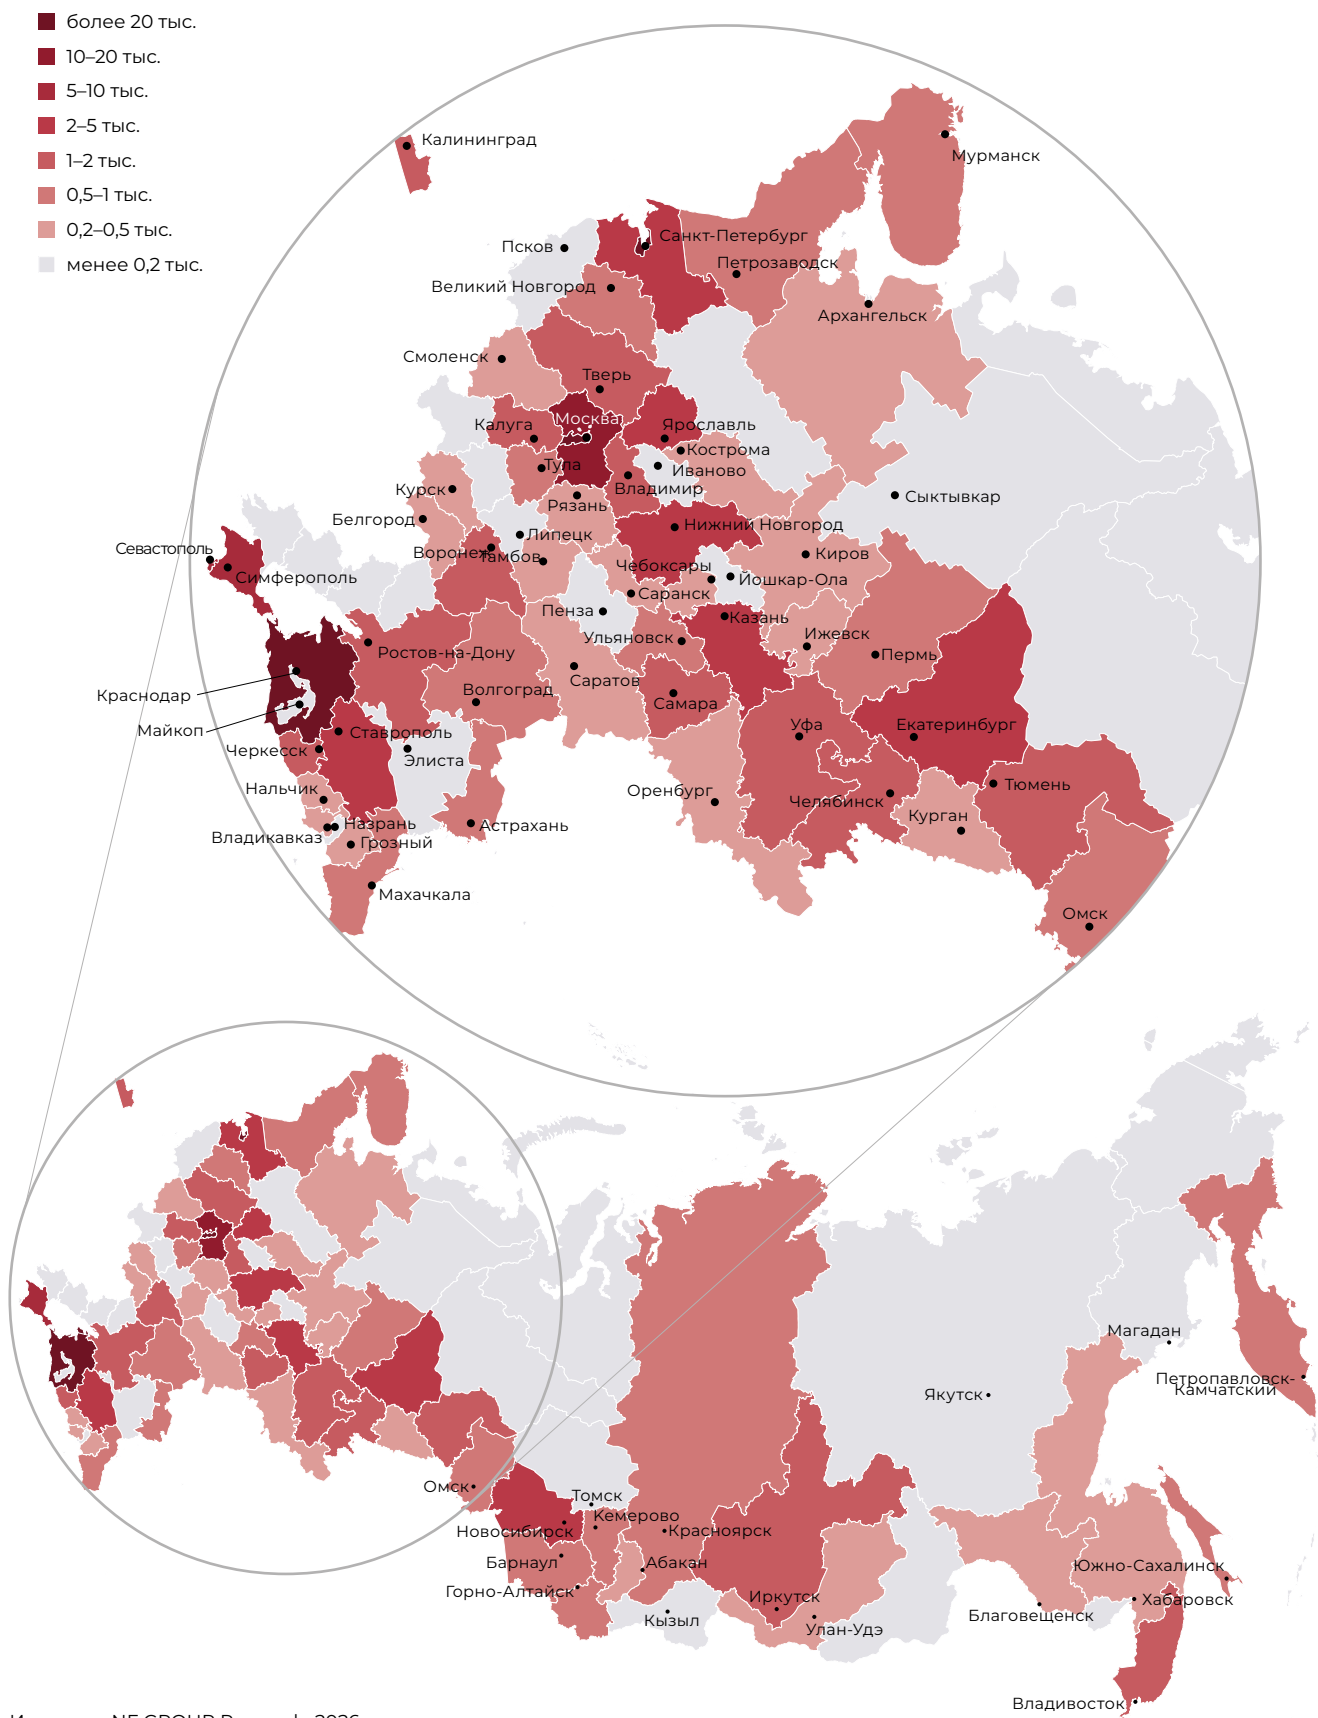 более 20 тыс.
10–20 тыс.
5–10 тыс.
2–5 тыс.
1–2 тыс.
0,5–1 тыс.
0,2–0,5 тыс.
менее 0,2 тыс.
Калининград
Мурманск
Санкт-Петербург
Псков
Петрозаводск
Великий Новгород
Архангельск
Смоленск
Тверь
Москва
Калуга
Ярославль
Кострома
Тула
Иваново
Курск
Владимир
Сыктывкар
Рязань
Белгород
Нижний Новгород
Липецк
Севастополь
Воронеж
Тамбов
Киров
Чебоксары
Симферополь
Йошкар-Ола
Саранск
Пенза
Казань
Ульяновск
Ижевск
Ростов-на-Дону
Пермь
Саратов
Краснодар
Волгоград
Самара
Майкоп
Ставрополь
Уфа
Екатеринбург
Черкесск
Элиста
Тюмень
Нальчик
Оренбург
Челябинск
Курган
Назрань
Астрахань
Владикавказ
Грозный
Махачкала
Омск
Магадан
Петропавловск-
Камчатский
Якутск
Омск
Томск
Кемерово
Новосибирск
Красноярск
Барнаул
Абакан
Южно-Сахалинск
Горно-Алтайск
Иркутск
Хабаровск
Кызыл
Благовещенск
Улан-Удэ
Владивосток